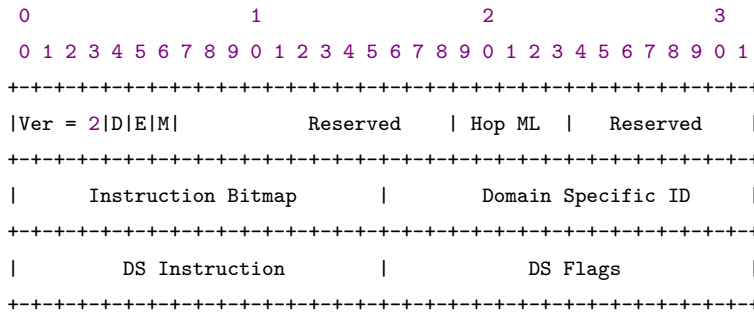 0                   1                   2                   3
0 1 2 3 4 5 6 7 8 9 0 1 2 3 4 5 6 7 8 9 0 1 2 3 4 5 6 7 8 9 0 1
+-+-+-+-+-+-+-+-+-+-+-+-+-+-+-+-+-+-+-+-+-+-+-+-+-+-+-+-+-+-+-+-+
|Ver = 2|D|E|M|           Reserved    | Hop ML  |   Reserved    |
+-+-+-+-+-+-+-+-+-+-+-+-+-+-+-+-+-+-+-+-+-+-+-+-+-+-+-+-+-+-+-+-+
|      Instruction Bitmap       |        Domain Specific ID     |
+-+-+-+-+-+-+-+-+-+-+-+-+-+-+-+-+-+-+-+-+-+-+-+-+-+-+-+-+-+-+-+-+
|         DS Instruction        |            DS Flags           |
+-+-+-+-+-+-+-+-+-+-+-+-+-+-+-+-+-+-+-+-+-+-+-+-+-+-+-+-+-+-+-+-+